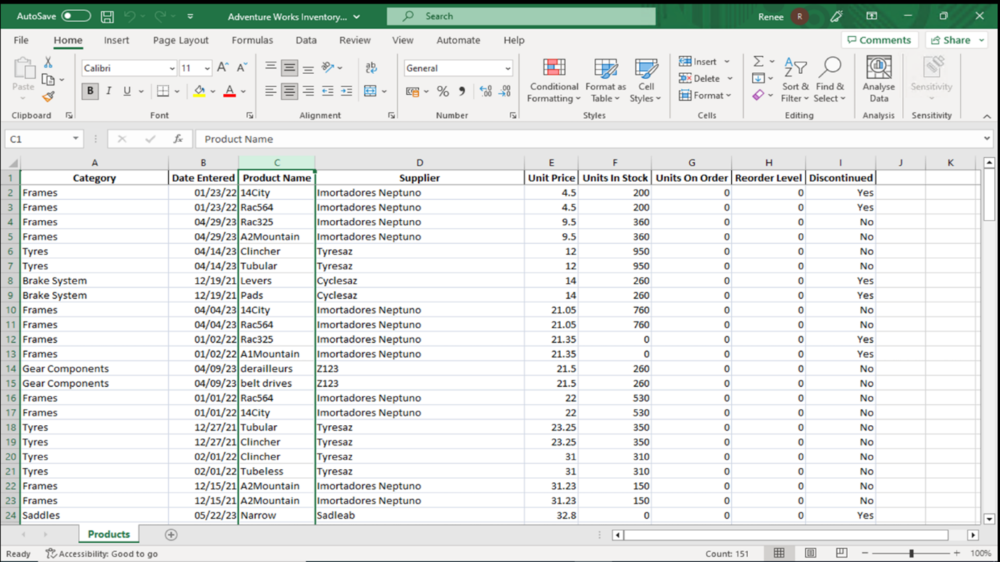 AutoSave Adventure Works Inventory... Search Renee R
File Home Insert Page Layout Formulas Data Review View Automate Help Comments Share
Paste Calibri 11 General Conditional Formatting Format as Table Cell Styles Insert Delete Format Sort & Filter Find & Select Analyse Data Sensitivity
Clipboard Font Alignment Number Styles Cells Editing Analysis Sensitivity
C1 fx Product Name
A B C D E F G H I J K
1 Category Date Entered Product Name Supplier Unit Price Units In Stock Units On Order Reorder Level Discontinued
2 Frames 01/23/22 14City Imortadores Neptuno 4.5 200 0 0 Yes
3 Frames 01/23/22 Rac564 Imortadores Neptuno 4.5 200 0 0 Yes
4 Frames 04/29/23 Rac325 Imortadores Neptuno 9.5 360 0 0 No
5 Frames 04/29/23 A2Mountain Imortadores Neptuno 9.5 360 0 0 No
6 Tyres 04/14/23 Clincher Tyresaz 12 950 0 0 No
7 Tyres 04/14/23 Tubular Tyresaz 12 950 0 0 No
8 Brake System 12/19/21 Levers Cyclesaz 14 260 0 0 Yes
9 Brake System 12/19/21 Pads Cyclesaz 14 260 0 0 Yes
10 Frames 04/04/23 14City Imortadores Neptuno 21.05 760 0 0 No
11 Frames 04/04/23 Rac564 Imortadores Neptuno 21.05 760 0 0 No
12 Frames 01/02/22 Rac325 Imortadores Neptuno 21.35 0 0 0 Yes
13 Frames 01/02/22 A1Mountain Imortadores Neptuno 21.35 0 0 0 Yes
14 Gear Components 04/09/23 derailleurs Z123 21.5 260 0 0 No
15 Gear Components 04/09/23 belt drives Z123 21.5 260 0 0 No
16 Frames 01/01/22 Rac564 Imortadores Neptuno 22 530 0 0 No
17 Frames 01/01/22 14City Imortadores Neptuno 22 530 0 0 No
18 Tyres 12/27/21 Tubular Tyresaz 23.25 350 0 0 No
19 Tyres 12/27/21 Clincher Tyresaz 23.25 350 0 0 No
20 Tyres 02/01/22 Clincher Tyresaz 31 310 0 0 No
21 Tyres 02/01/22 Tubeless Tyresaz 31 310 0 0 No
22 Frames 12/15/21 A2Mountain Imortadores Neptuno 31.23 150 0 0 No
23 Frames 12/15/21 A2Mountain Imortadores Neptuno 31.23 150 0 0 No
24 Saddles 05/22/23 Narrow Sadleab 32.8 0 0 0 Yes
Products
Ready Accessibility: Good to go Count: 151 100%